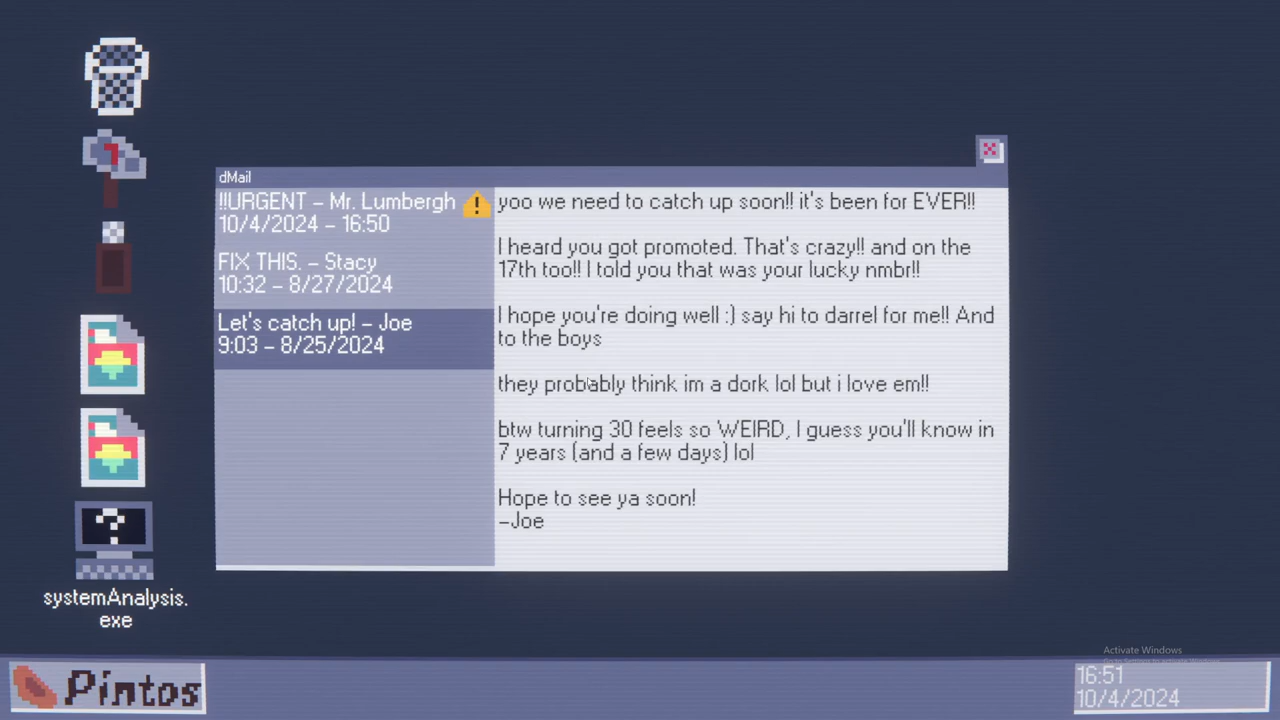 dMail
!!URGENT - Mr. Lumbergh
10/4/2024 - 16:50
FIX THIS. - Stacy
10:32 - 8/27/2024
Let's catch up! - Joe
9:03 - 8/25/2024
yoo we need to catch up soon!! it's been for EVER!!
I heard you got promoted. That's crazy!! and on the
17th too!! I told you that was your lucky nmbr!!
I hope you're doing well :) say hi to darrel for me!! And
to the boys
they probably think im a dork lol but i love em!!
btw turning 30 feels so WEIRD, I guess you'll know in
7 years (and a few days) lol
Hope to see ya soon!
-Joe
systemAnalysis.
exe
Pintos
Activate Windows
16:51
10/4/2024